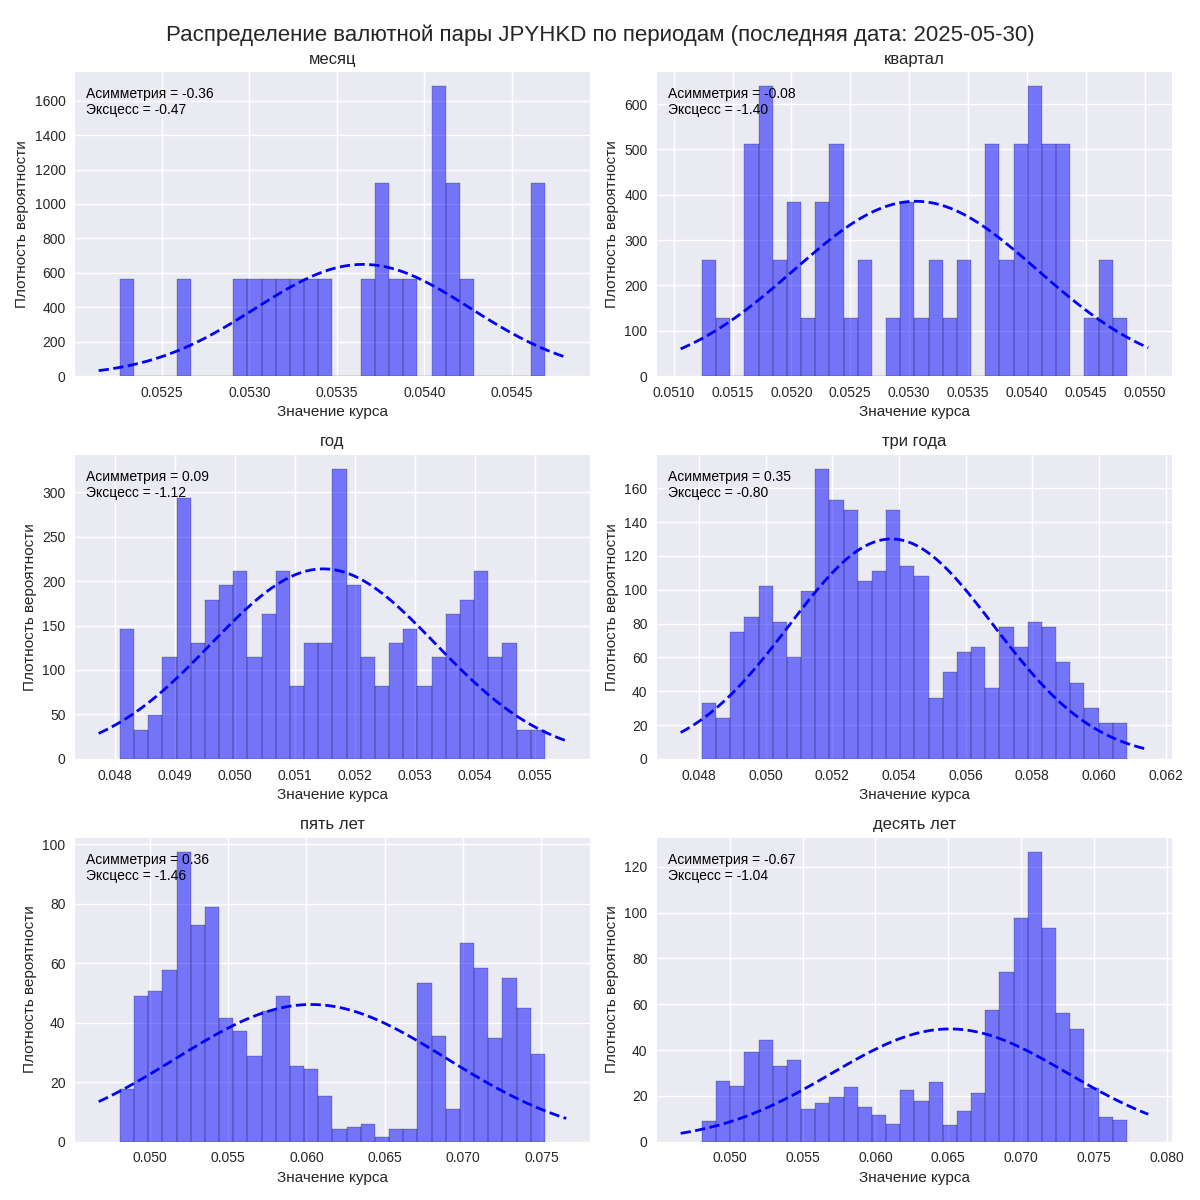 Распределение валютной пары JPYHKD по периодам (последняя дата: 2025-05-30)
месяц
Асимметрия = -0.36
Эксцесс = -0.47
Плотность вероятности
1600
1400
1200
1000
800
600
400
200
0
0.0525 0.0530 0.0535 0.0540 0.0545
Значение курса
квартал
Асимметрия = -0.08
Эксцесс = -1.40
Плотность вероятности
600
500
400
300
200
100
0
0.0510 0.0515 0.0520 0.0525 0.0530 0.0535 0.0540 0.0545 0.0550
Значение курса
год
Асимметрия = 0.09
Эксцесс = -1.12
Плотность вероятности
300
250
200
150
100
50
0
0.048 0.049 0.050 0.051 0.052 0.053 0.054 0.055
Значение курса
три года
Асимметрия = 0.35
Эксцесс = -0.80
Плотность вероятности
160
140
120
100
80
60
40
20
0
0.048 0.050 0.052 0.054 0.056 0.058 0.060 0.062
Значение курса
пять лет
Асимметрия = 0.36
Эксцесс = -1.46
Плотность вероятности
100
80
60
40
20
0
0.050 0.055 0.060 0.065 0.070 0.075
Значение курса
десять лет
Асимметрия = -0.67
Эксцесс = -1.04
Плотность вероятности
120
100
80
60
40
20
0
0.050 0.055 0.060 0.065 0.070 0.075 0.080
Значение курса